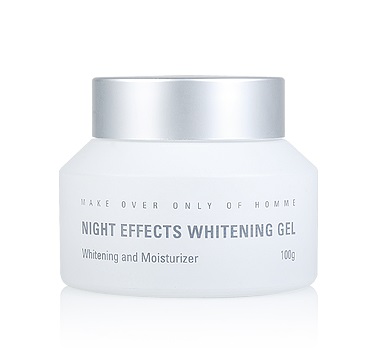 MAKE OVER ONLY OF HOMME
NIGHT EFFECTS WHITENING GEL
Whitening and Moisturizer 100g